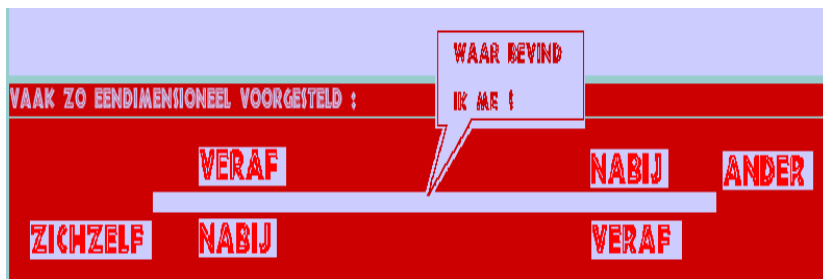 WAAR BEVIND
IK ME ?
VAAK ZO EENDIMENSIONEEL VOORGESTELD :
VERAF
NABIJ
ANDER
ZICHZELF
NABIJ
VERAF